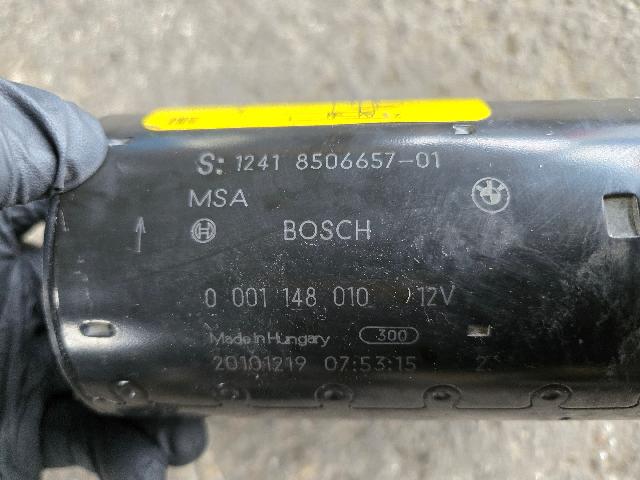 S: 1241 8506657-01
MSA
BOSCH
0 001 148 010 12V
Made in Hungary 300
20101219 07:53:15